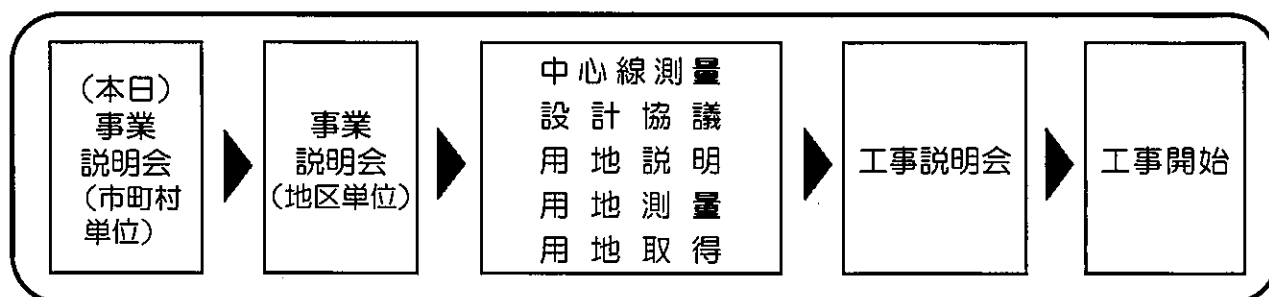 (本日)
事業
説明会
(市町村
単位)
事業
説明会
(地区単位)
中心線測量
設計協議
用地説明
用地測量
用地取得
工事説明会
工事開始